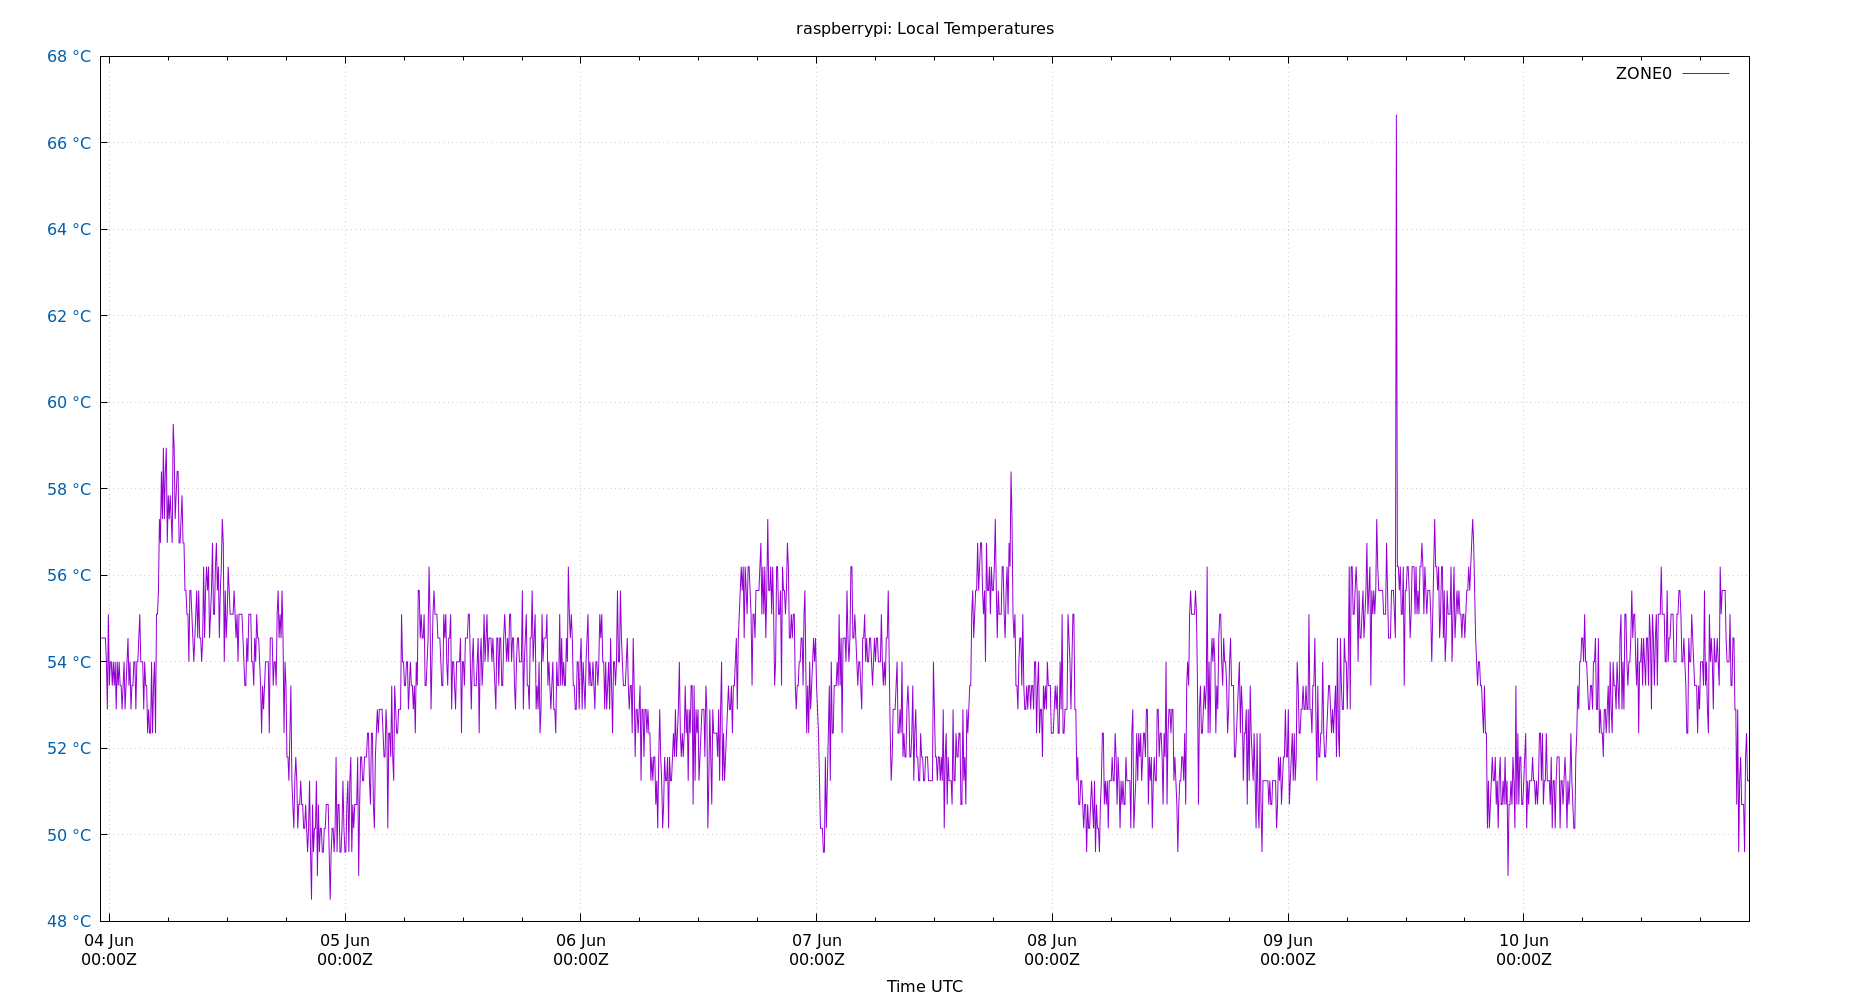 raspberrypi: Local Temperatures
68 °C
ZONE0
66 °C
64 °C
62 °C
60 °C
58 °C
56 °C
54 °C
52 °C
50 °C
48 °C
04 Jun 05 Jun 06 Jun 07 Jun 08 Jun 09 Jun 10 Jun
00:00Z 00:00Z 00:00Z 00:00Z 00:00Z 00:00Z 00:00Z
Time UTC